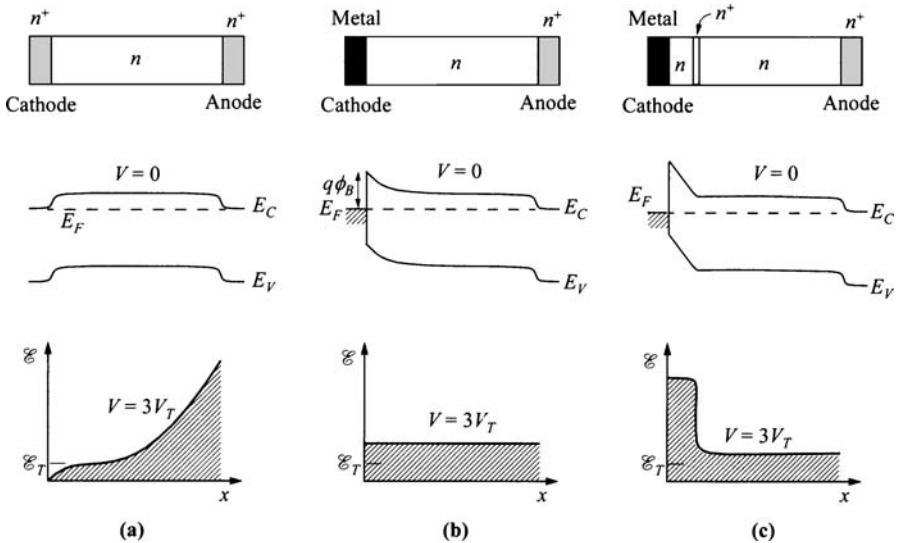 n⁺ n⁺
n
Cathode Anode
V = 0
E_C
E_F
E_V
ℰ
V = 3V_T
ℰ_T
x
(a)
Metal n⁺
n
Cathode Anode
V = 0
qϕ_B
E_F
E_C
E_V
V = 3V_T
ℰ_T
x
(b)
Metal n⁺ n⁺
n n
Cathode Anode
V = 0
E_F
E_C
E_V
ℰ
V = 3V_T
ℰ_T
x
(c)